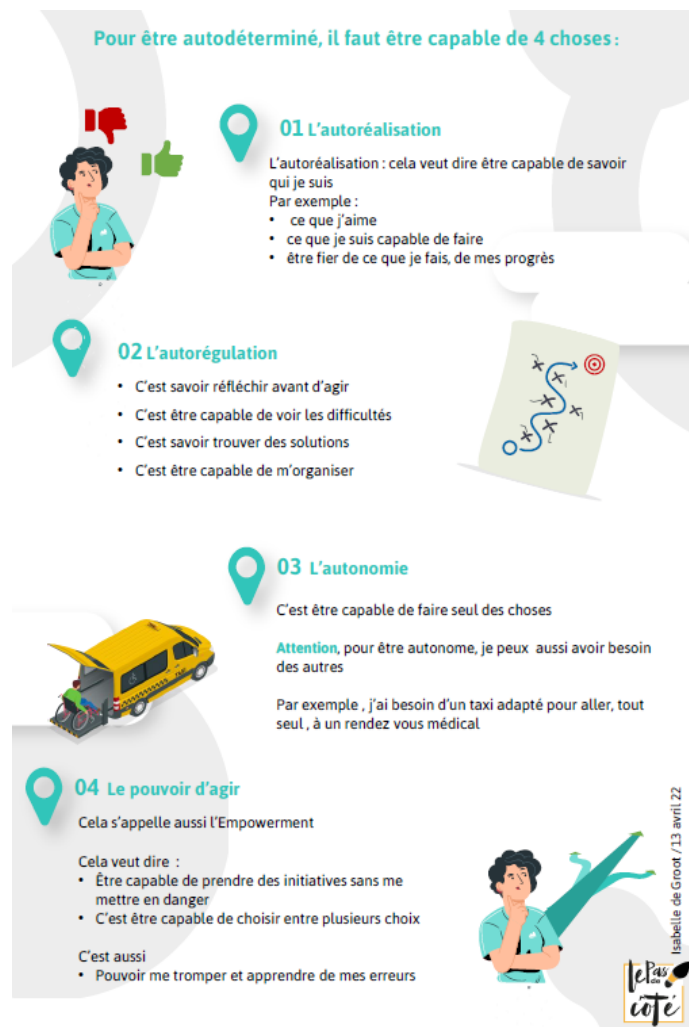 Pour être autodéterminé, il faut être capable de 4 choses :
01 L'autoréalisation
L'autoréalisation : cela veut dire être capable de savoir
qui je suis
Par exemple :
• ce que j'aime
• ce que je suis capable de faire
• être fier de ce que je fais, de mes progrès
02 L'autorégulation
• C'est savoir réfléchir avant d'agir
• C'est être capable de voir les difficultés
• C'est savoir trouver des solutions
• C'est être capable de m'organiser
03 L'autonomie
C'est être capable de faire seul des choses
Attention, pour être autonome, je peux aussi avoir besoin
des autres
Par exemple , j'ai besoin d'un taxi adapté pour aller, tout
seul , à un rendez vous médical
TAXI
04 Le pouvoir d'agir
Cela s'appelle aussi l'Empowerment
Cela veut dire :
• Être capable de prendre des initiatives sans me
mettre en danger
• C'est être capable de choisir entre plusieurs choix
C'est aussi
• Pouvoir me tromper et apprendre de mes erreurs
Isabelle de Groot / 13 avril 22
le Pas
de
côté